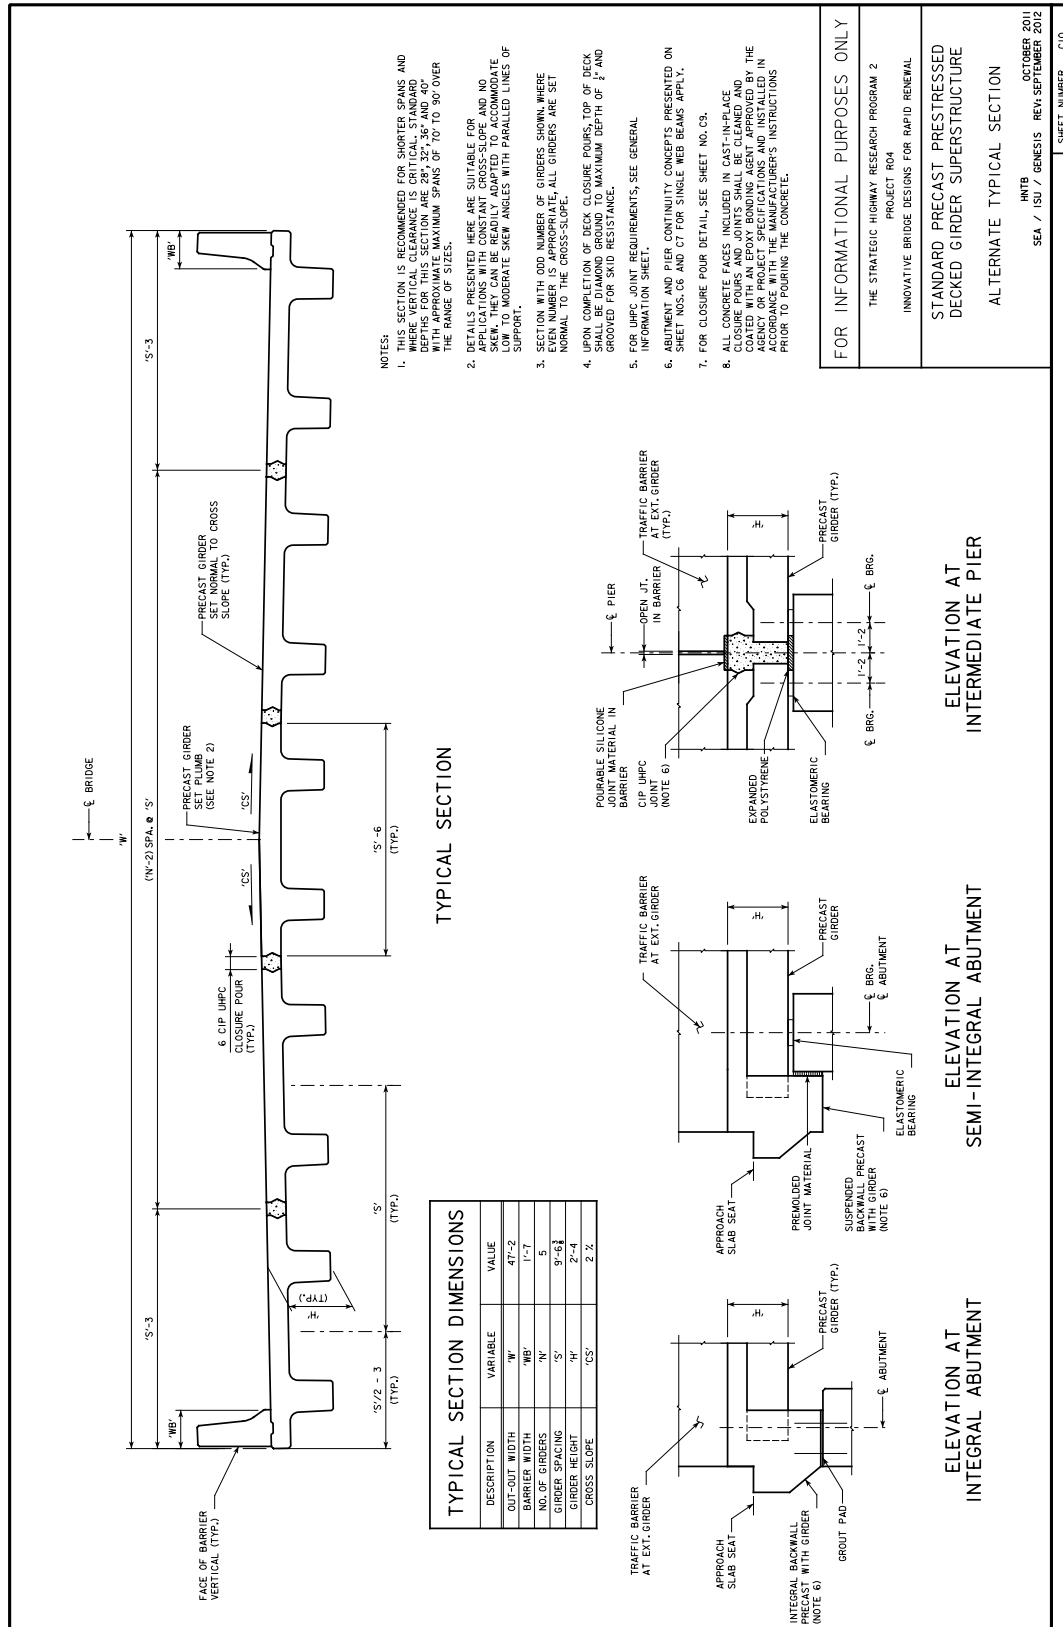 ℄ BRIDGE
'W'
('N'-2) SPA. @ 'S'
'S'-3
'S'-3
'WB'
'WB'
FACE OF BARRIER
VERTICAL (TYP.)
6 CIP UHPC
CLOSURE POUR
(TYP.)
'CS'
'CS'
PRECAST GIRDER
SET PLUMB
(SEE NOTE 2)
PRECAST GIRDER
SET NORMAL TO CROSS
SLOPE (TYP.)
'H'
(TYP.)
'S'/2 - 3
(TYP.)
'S'
(TYP.)
'S'-6
(TYP.)
TYPICAL SECTION
TYPICAL SECTION DIMENSIONS
DESCRIPTION VARIABLE VALUE
OUT-OUT WIDTH 'W' 47'-2
BARRIER WIDTH 'WB' 1'-7
NO. OF GIRDERS 'N' 5
GIRDER SPACING 'S' 9'-6⅜
GIRDER HEIGHT 'H' 2'-4
CROSS SLOPE 'CS' 2 %
NOTES:
1. THIS SECTION IS RECOMMENDED FOR SHORTER SPANS AND
WHERE VERTICAL CLEARANCE IS CRITICAL. STANDARD
DEPTHS FOR THIS SECTION ARE 28", 32", 36" AND 40"
WITH APPROXIMATE MAXIMUM SPANS OF 70' TO 90' OVER
THE RANGE OF SIZES.
2. DETAILS PRESENTED HERE ARE SUITABLE FOR
APPLICATIONS WITH CONSTANT CROSS-SLOPE AND NO
SKEW. THEY CAN BE READILY ADAPTED TO ACCOMMODATE
LOW TO MODERATE SKEW ANGLES WITH PARALLED LINES OF
SUPPORT.
3. SECTION WITH ODD NUMBER OF GIRDERS SHOWN. WHERE
EVEN NUMBER IS APPROPRIATE, ALL GIRDERS ARE SET
NORMAL TO THE CROSS-SLOPE.
4. UPON COMPLETION OF DECK CLOSURE POURS, TOP OF DECK
SHALL BE DIAMOND GROUND TO MAXIMUM DEPTH OF ½" AND
GROOVED FOR SKID RESISTANCE.
5. FOR UHPC JOINT REQUIREMENTS, SEE GENERAL
INFORMATION SHEET.
6. ABUTMENT AND PIER CONTINUITY CONCEPTS PRESENTED ON
SHEET NOS. C6 AND C7 FOR SINGLE WEB BEAMS APPLY.
7. FOR CLOSURE POUR DETAIL, SEE SHEET NO. C9.
8. ALL CONCRETE FACES INCLUDED IN CAST-IN-PLACE
CLOSURE POURS AND JOINTS SHALL BE CLEANED AND
COATED WITH AN EPOXY BONDING AGENT APPROVED BY THE
AGENCY OR PROJECT SPECIFICATIONS AND INSTALLED IN
ACCORDANCE WITH THE MANUFACTURER'S INSTRUCTIONS
PRIOR TO POURING THE CONCRETE.
TRAFFIC BARRIER
AT EXT. GIRDER
APPROACH
SLAB SEAT
INTEGRAL BACKWALL
PRECAST WITH GIRDER
(NOTE 6)
GROUT PAD
'H'
PRECAST
GIRDER (TYP.)
℄ ABUTMENT
ELEVATION AT
INTEGRAL ABUTMENT
TRAFFIC BARRIER
AT EXT. GIRDER
APPROACH
SLAB SEAT
PREMOLDED
JOINT MATERIAL
SUSPENDED
BACKWALL PRECAST
WITH GIRDER
(NOTE 6)
ELASTOMERIC
BEARING
'H'
PRECAST
GIRDER
℄ BRG.
℄ ABUTMENT
ELEVATION AT
SEMI-INTEGRAL ABUTMENT
POURABLE SILICONE
JOINT MATERIAL IN
BARRIER
CIP UHPC
JOINT
(NOTE 6)
EXPANDED
POLYSTYRENE
ELASTOMERIC
BEARING
℄ PIER
OPEN JT.
IN BARRIER
TRAFFIC BARRIER
AT EXT. GIRDER
(TYP.)
'H'
PRECAST
GIRDER (TYP.)
℄ BRG.
1'-2
1'-2
℄ BRG.
ELEVATION AT
INTERMEDIATE PIER
FOR INFORMATIONAL PURPOSES ONLY
THE STRATEGIC HIGHWAY RESEARCH PROGRAM 2
PROJECT R04
INNOVATIVE BRIDGE DESIGNS FOR RAPID RENEWAL
STANDARD PRECAST PRESTRESSED
DECKED GIRDER SUPERSTRUCTURE
ALTERNATE TYPICAL SECTION
HNTB OCTOBER 2011
SEA / ISU / GENESIS REV: SEPTEMBER 2012
SHEET NUMBER C10